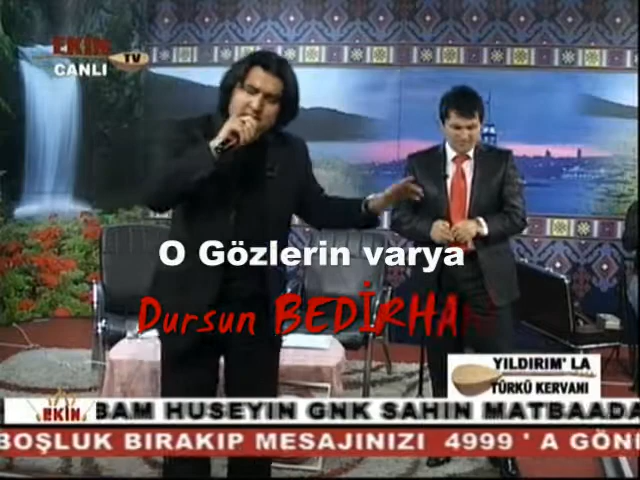 EKİN TV
CANLI
O Gözlerin varya
Dursun BEDİRHAN
YILDIRIM' LA
TÜRKÜ KERVANI
EKİN
BAM HUSEYIN GNK SAHIN MATBAADA
BOŞLUK BIRAKIP MESAJINIZI 4999 ' A GÖN